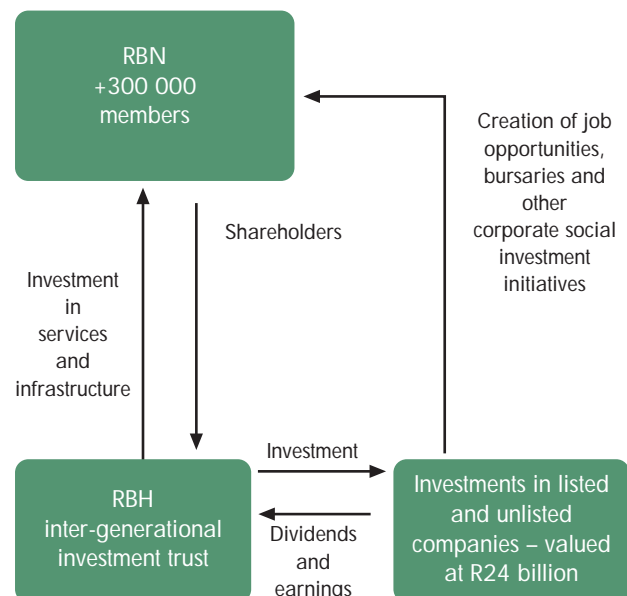 RBN
+300 000
members
Creation of job
opportunities,
bursaries and
other
corporate social
investment
initiatives
Shareholders
Investment
in
services
and
infrastructure
Investment
RBH
inter-generational
investment trust
Investments in listed
and unlisted
companies – valued
at R24 billion
Dividends
and
earnings